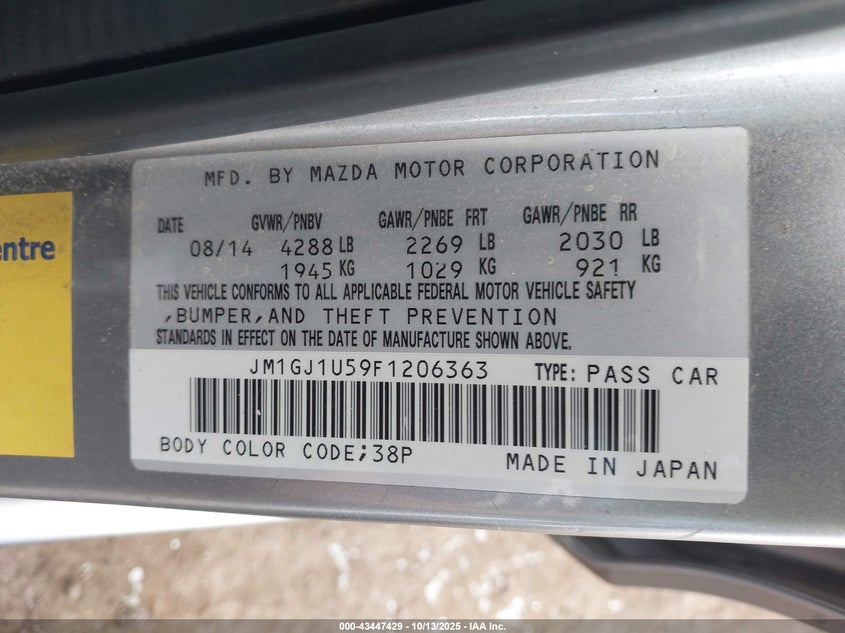 MFD. BY MAZDA MOTOR CORPORATION
DATE GVWR/PNBV GAWR/PNBE FRT GAWR/PNBE RR
08/14 4288 LB 2269 LB 2030 LB
1945 KG 1029 KG 921 KG
THIS VEHICLE CONFORMS TO ALL APPLICABLE FEDERAL MOTOR VEHICLE SAFETY
,BUMPER,AND THEFT PREVENTION
STANDARDS IN EFFECT ON THE DATE OF MANUFACTURE SHOWN ABOVE.
JM1GJ1U59F1206363 TYPE: PASS CAR
BODY COLOR CODE;38P MADE IN JAPAN
entre
000-43447429 - 10/13/2025 - IAA Inc.